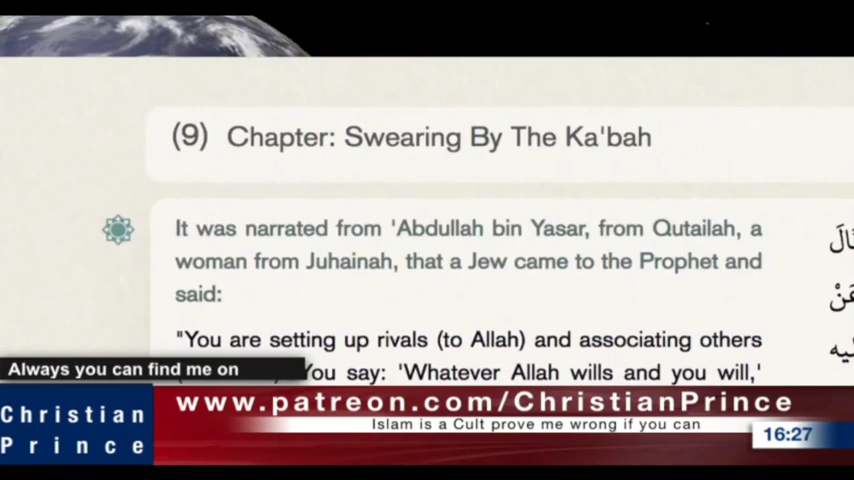 (9) Chapter: Swearing By The Ka'bah
It was narrated from 'Abdullah bin Yasar, from Qutailah, a
woman from Juhainah, that a Jew came to the Prophet and
said:
"You are setting up rivals (to Allah) and associating others
You say: 'Whatever Allah wills and you will,'
Always you can find me on
Christian
Prince
www.patreon.com/ChristianPrince
Islam is a Cult prove me wrong if you can
16:27